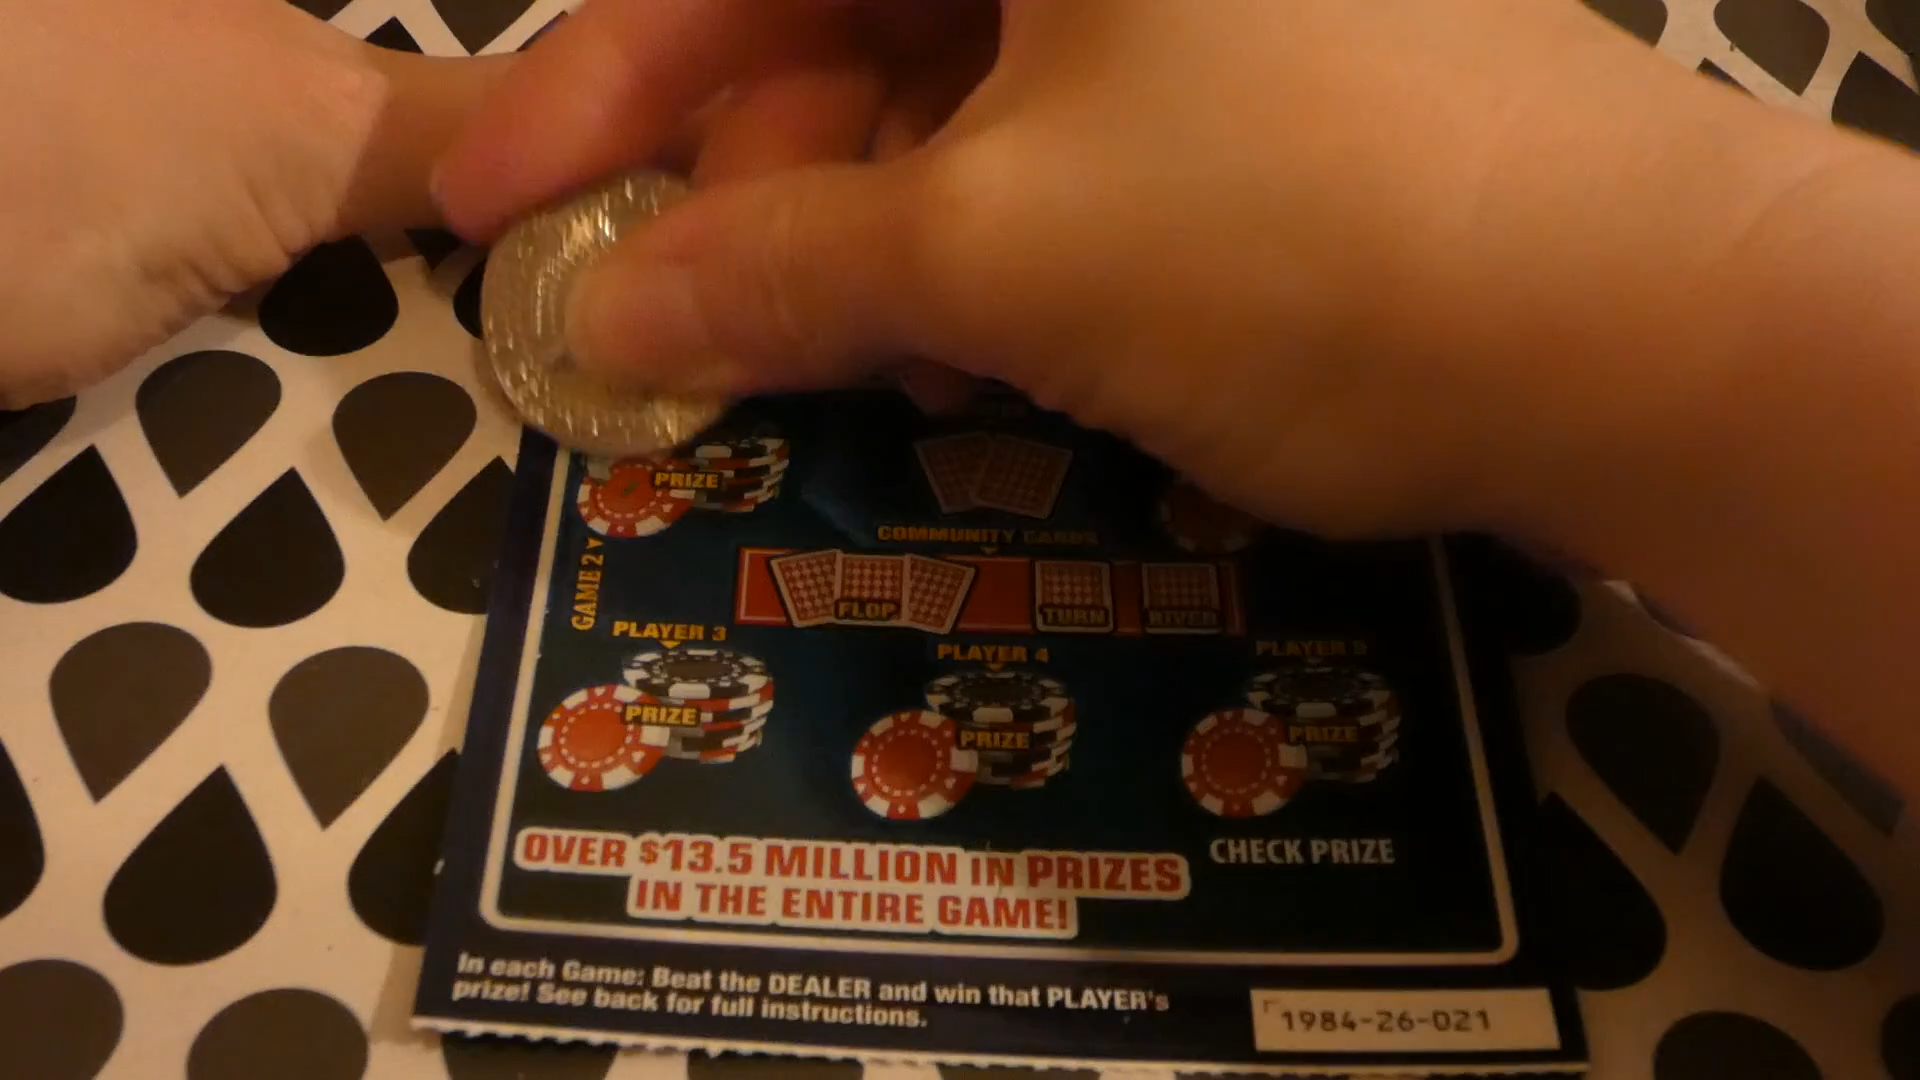 PRIZE
COMMUNITY CARDS
GAME 2
FLOP
TURN
RIVER
PLAYER 3
PLAYER 4
PLAYER 5
PRIZE
PRIZE
PRIZE
OVER $13.5 MILLION IN PRIZES
IN THE ENTIRE GAME!
CHECK PRIZE
In each Game: Beat the DEALER and win that PLAYER's
prize! See back for full instructions.
1984-26-021